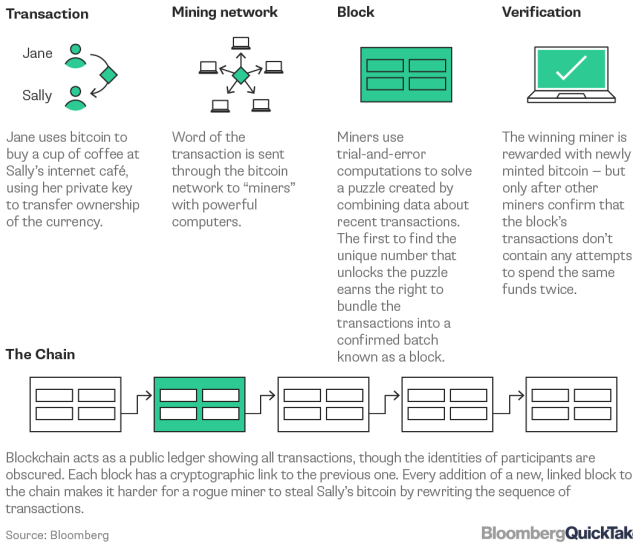 Transaction
Jane
Sally
Jane uses bitcoin to
buy a cup of coffee at
Sally's internet café,
using her private key
to transfer ownership
of the currency.
Mining network
Word of the
transaction is sent
through the bitcoin
network to “miners”
with powerful
computers.
Block
Miners use
trial-and-error
computations to solve
a puzzle created by
combining data about
recent transactions.
The first to find the
unique number that
unlocks the puzzle
earns the right to
bundle the
transactions into a
confirmed batch
known as a block.
Verification
The winning miner is
rewarded with newly
minted bitcoin – but
only after other
miners confirm that
the block's
transactions don't
contain any attempts
to spend the same
funds twice.
The Chain
Blockchain acts as a public ledger showing all transactions, though the identities of participants are
obscured. Each block has a cryptographic link to the previous one. Every addition of a new, linked block to
the chain makes it harder for a rogue miner to steal Sally's bitcoin by rewriting the sequence of
transactions.
Source: Bloomberg
BloombergQuickTak